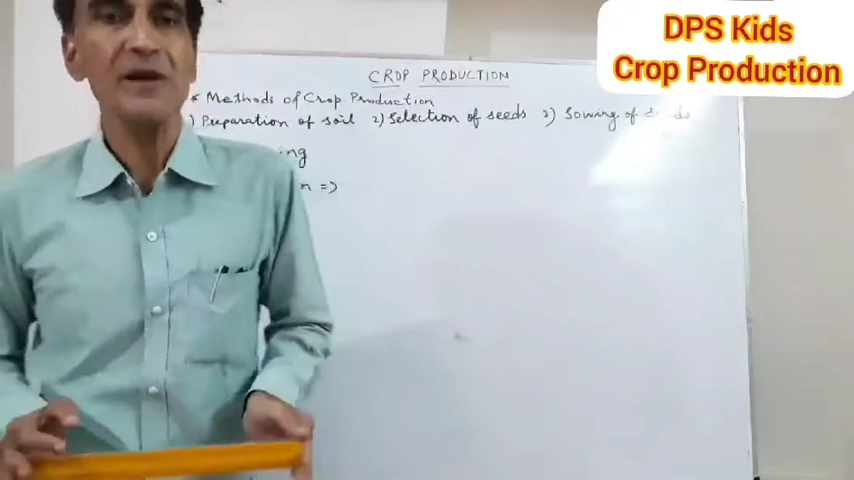 DPS Kids
Crop Production
CROP PRODUCTION
* Methods of Crop Production
) Preparation of soil 2) Selection of seeds 3) Sowing of
ing
n =>